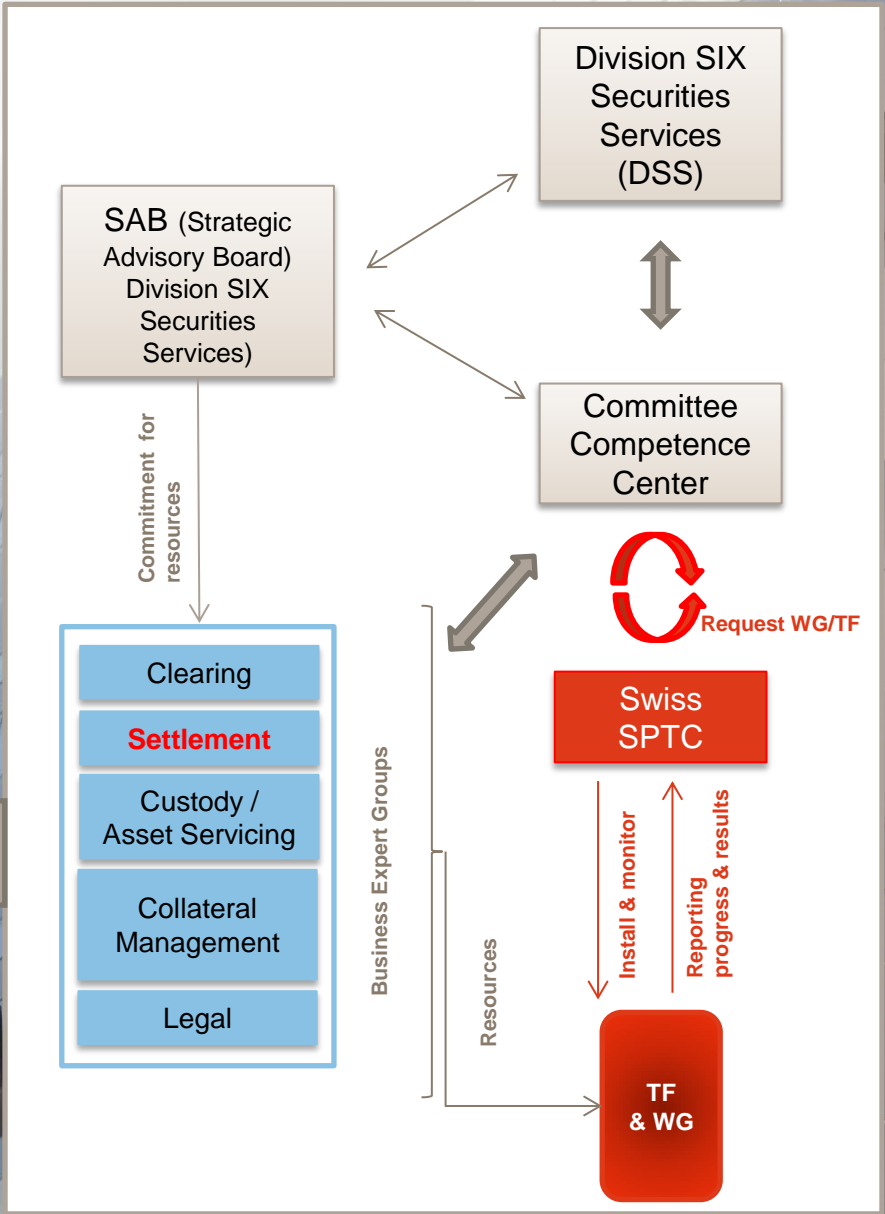 Division SIX
Securities
Services
(DSS)
SAB (Strategic
Advisory Board)
Division SIX
Securities
Services)
Committee
Competence
Center
Commitment for
resources
Request WG/TF
Clearing
Settlement
Custody /
Asset Servicing
Collateral
Management
Legal
Business Expert Groups
Resources
Swiss
SPTC
Install & monitor
Reporting
progress & results
TF
& WG